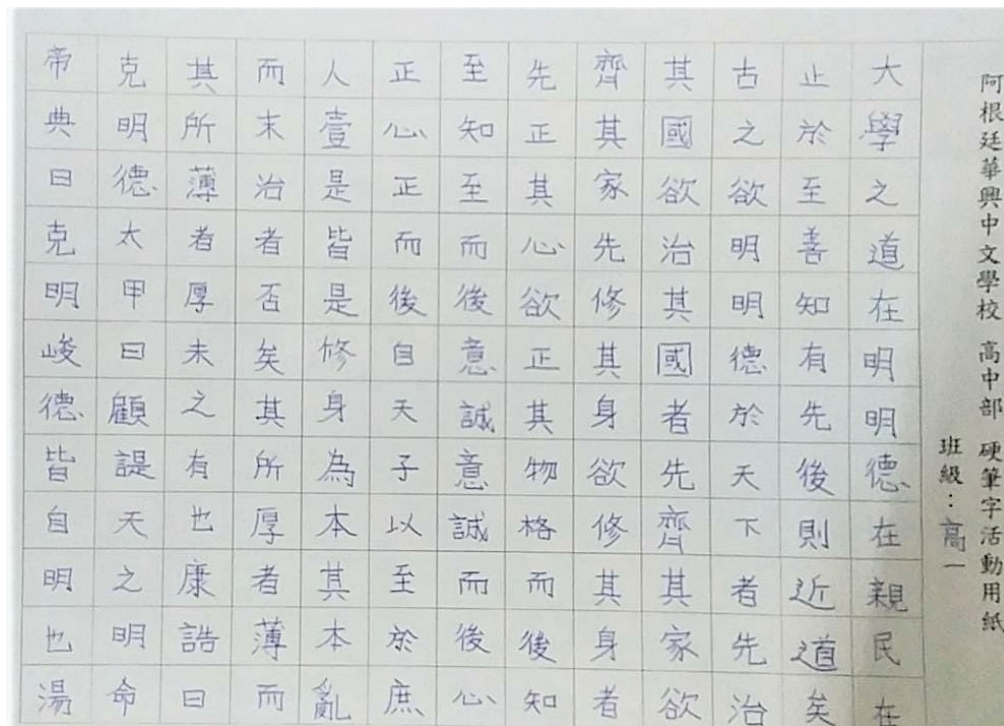 阿根廷華興中文學校 高中部 硬筆字活動用紙
班級：高一
大學之道在明明德在親民在
止於至善知有先後則近道矣
古之欲明明德於天下者先治
其國欲治其國者先齊其家欲
齊其家先修其身欲修其身者
先正其心欲正其物格而后知
至知至而後意誠意誠而後心
正心正而後自天子以至於庶
人壹是皆是修身為本其本亂
而末治者否矣其所厚者薄而
其所薄者厚未之有也康誥曰
克明德太甲曰顧諟天之明命
帝典曰克明峻德皆自明也湯